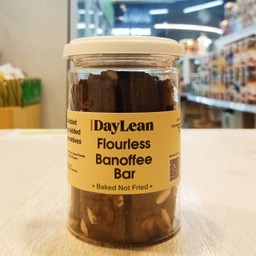 DayLean
Flourless
Banoffee
Bar
• Baked Not Fried •